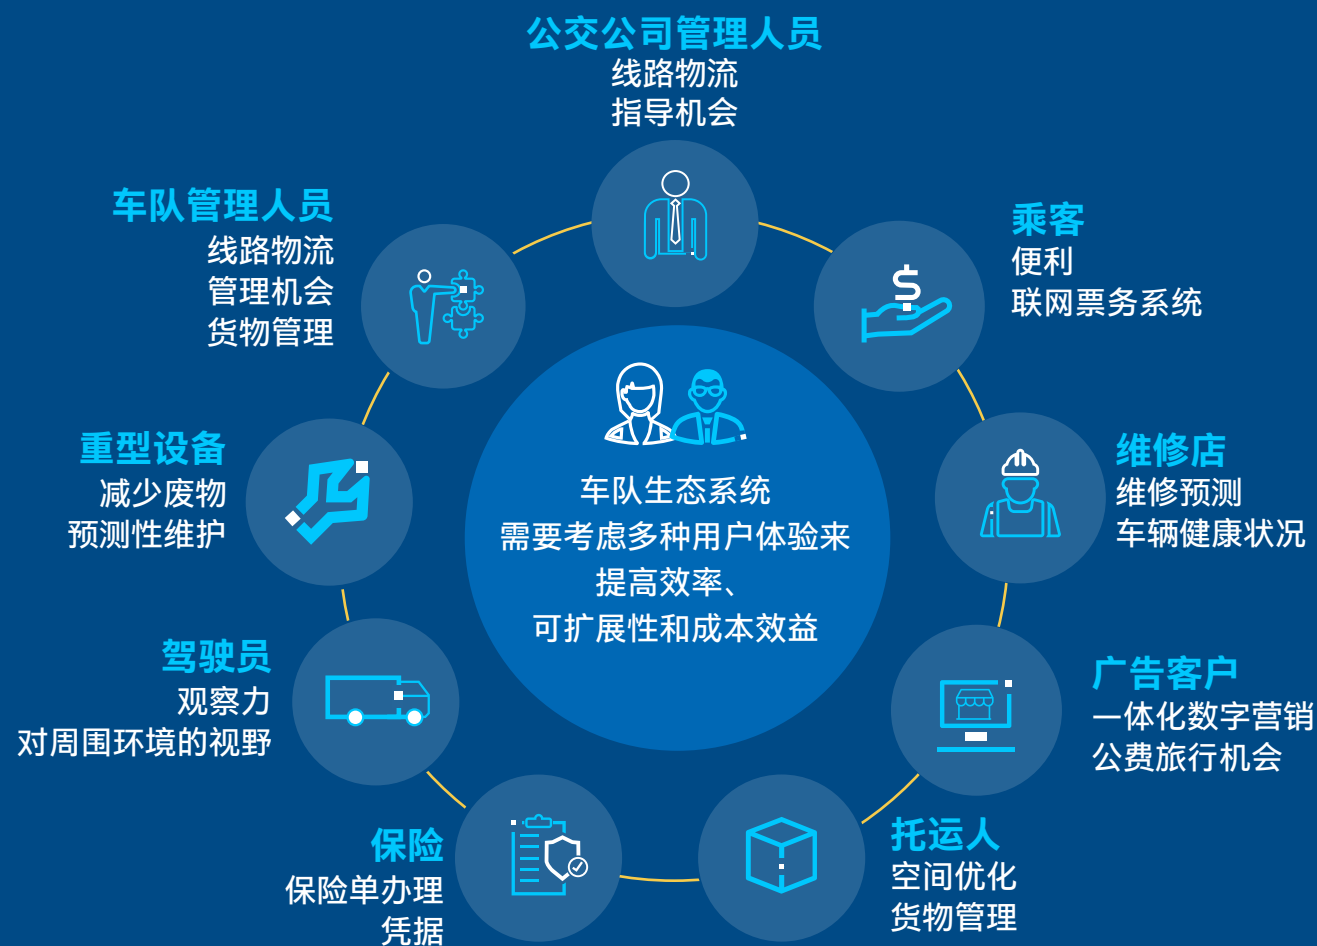 公交公司管理人员
线路物流
指导机会
乘客
便利
联网票务系统
维修店
维修预测
车辆健康状况
广告客户
一体化数字营销
公费旅行机会
托运人
空间优化
货物管理
保险
保险单办理
凭据
驾驶员
观察力
对周围环境的视野
重型设备
减少废物
预测性维护
车队管理人员
线路物流
管理机会
货物管理
车队生态系统
需要考虑多种用户体验来
提高效率、
可扩展性和成本效益